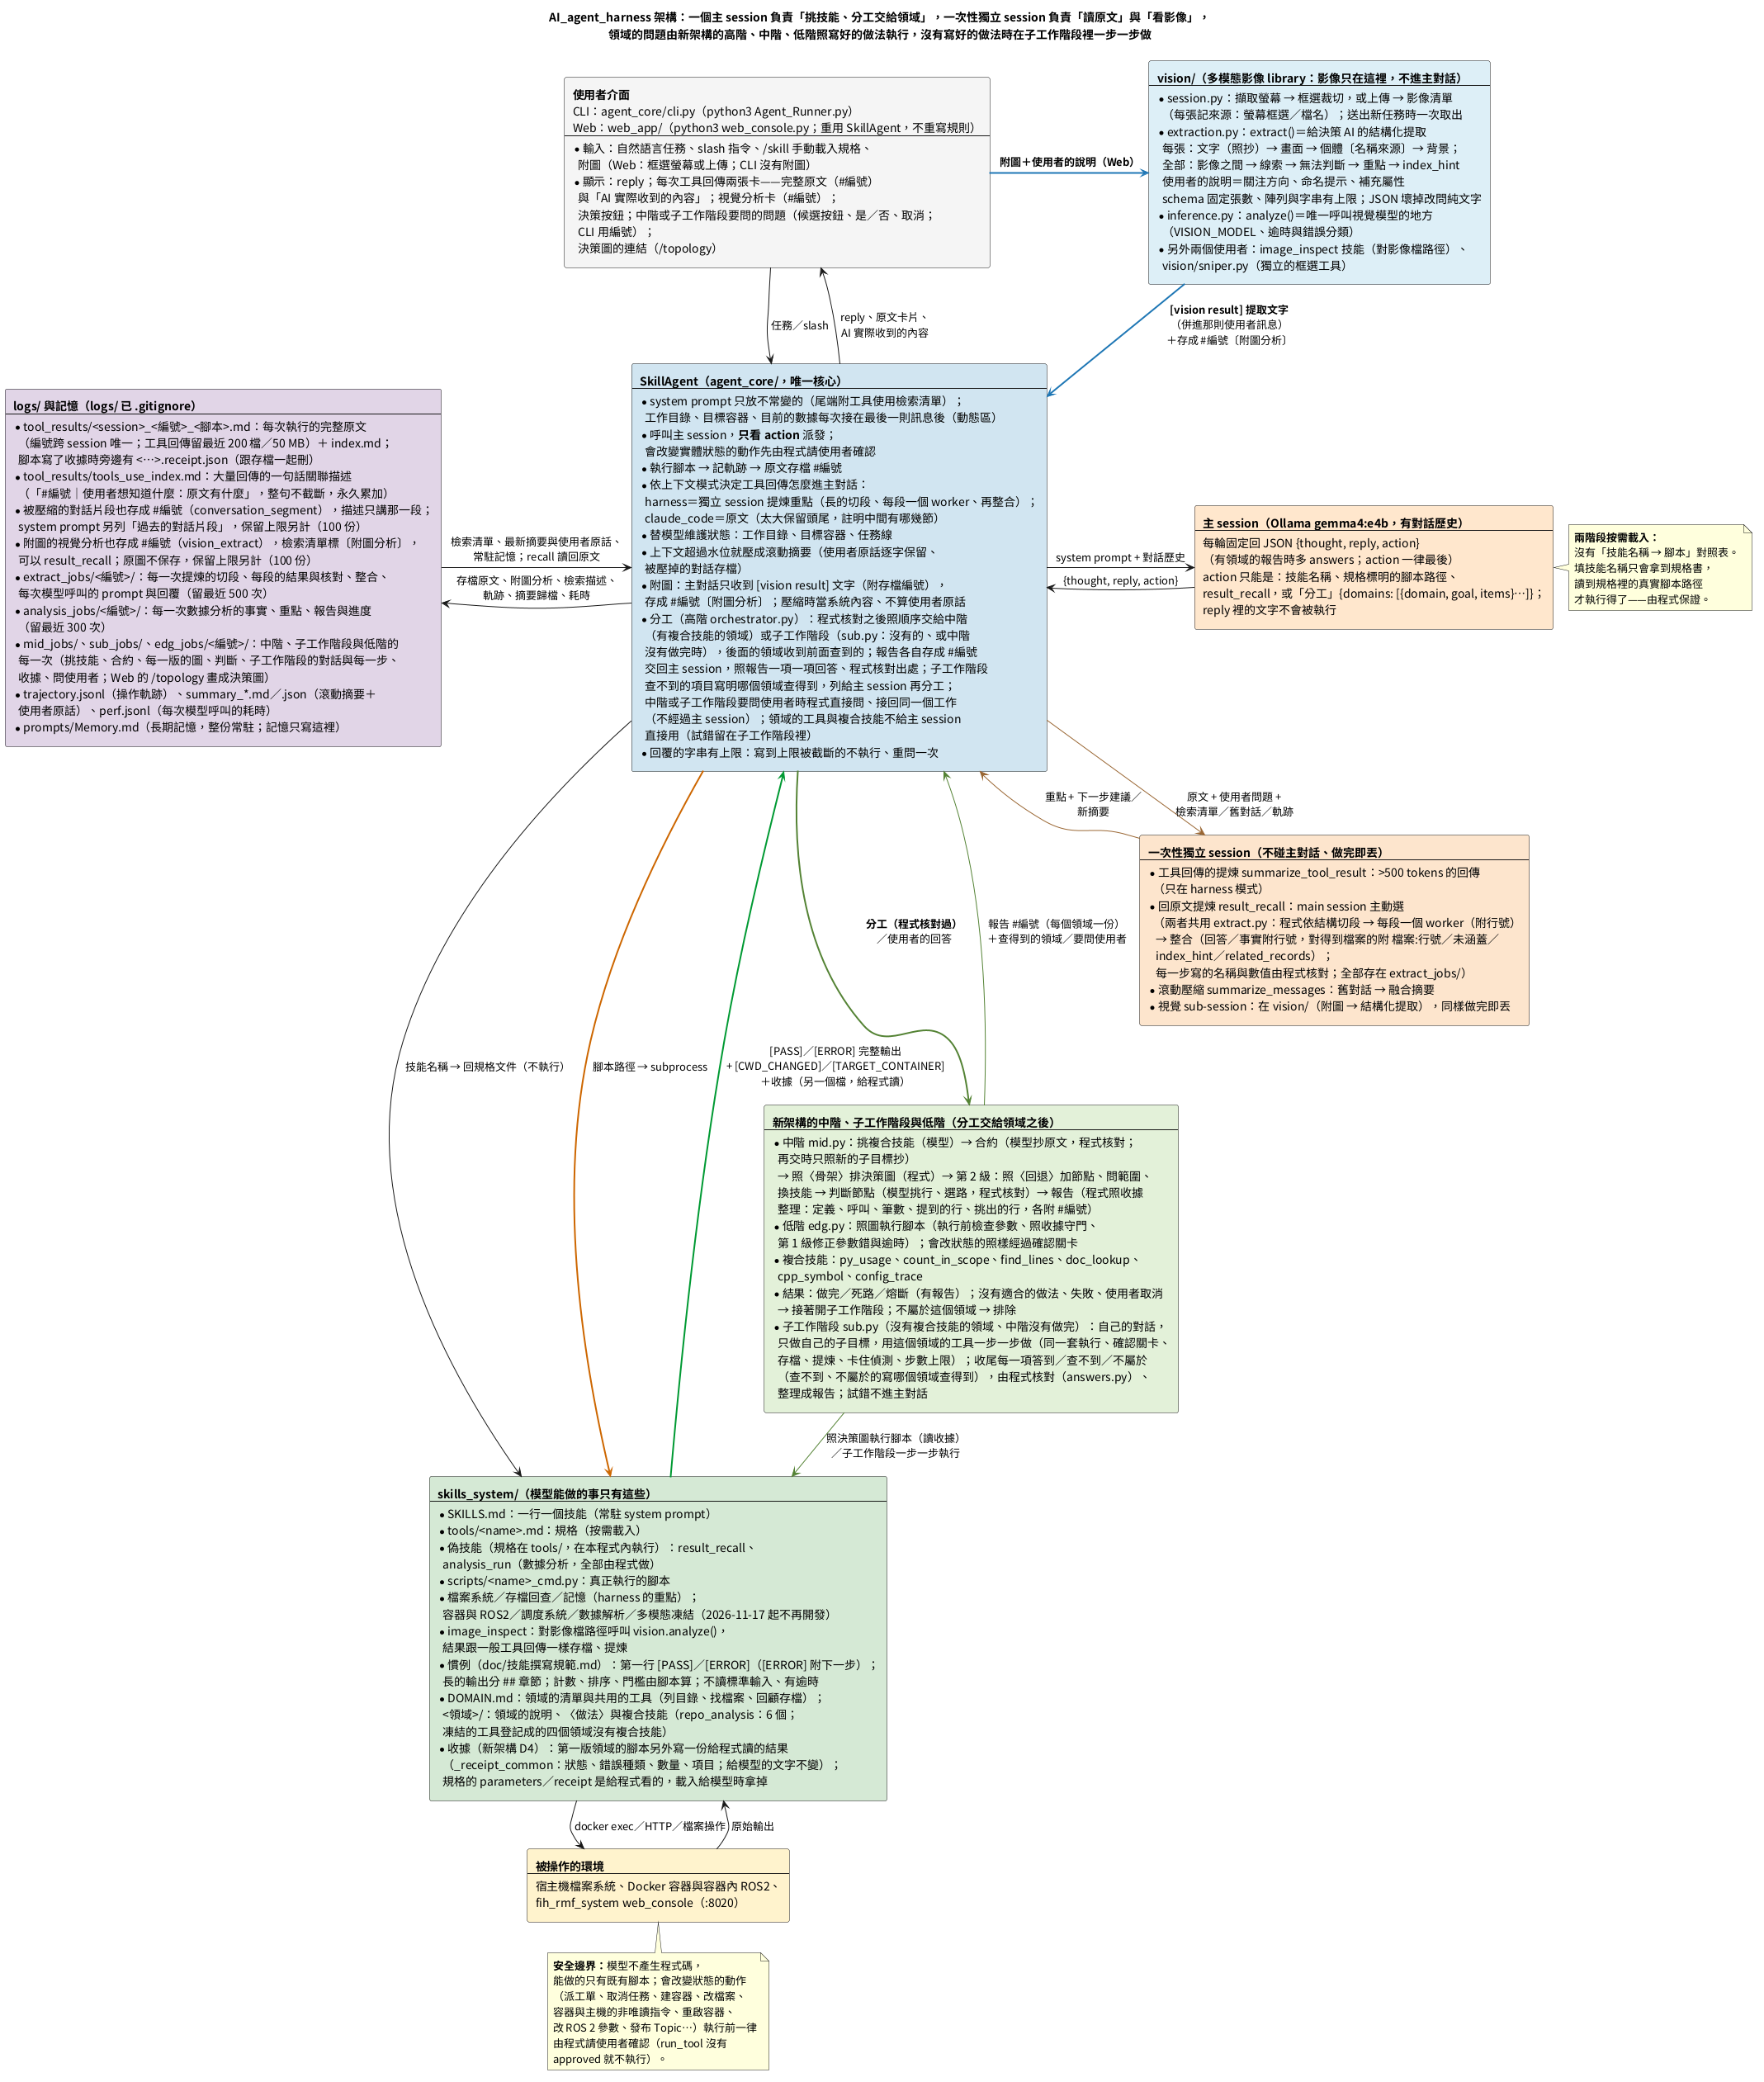 AI_agent_harness 架構：一個主 session 負責「挑技能、分工交給領域」，一次性獨立 session 負責「讀原文」與「看影像」，
領域的問題由新架構的高階、中階、低階照寫好的做法執行，沒有寫好的做法時在子工作階段裡一步一步做
使用者介面
CLI：agent_core/cli.py（python3 Agent_Runner.py）
Web：web_app/（python3 web_console.py；重用 SkillAgent，不重寫規則）
• 輸入：自然語言任務、slash 指令、/skill 手動載入規格、
附圖（Web：框選螢幕或上傳；CLI 沒有附圖）
• 顯示：reply；每次工具回傳兩張卡——完整原文（#編號）
與「AI 實際收到的內容」；視覺分析卡（#編號）；
決策按鈕；中階或子工作階段要問的問題（候選按鈕、是／否、取消；
CLI 用編號）；
決策圖的連結（/topology）
附圖＋使用者的說明（Web）
vision/（多模態影像 library：影像只在這裡，不進主對話）
• session.py：擷取螢幕 → 框選裁切，或上傳 → 影像清單
（每張記來源：螢幕框選／檔名）；送出新任務時一次取出
• extraction.py：extract()＝給決策 AI 的結構化提取
每張：文字（照抄）→ 畫面 → 個體〔名稱來源〕→ 背景；
全部：影像之間 → 線索 → 無法判斷 → 重點 → index_hint
使用者的說明＝關注方向、命名提示、補充屬性
schema 固定張數、陣列與字串有上限；JSON 壞掉改問純文字
• inference.py：analyze()＝唯一呼叫視覺模型的地方
（VISION_MODEL、逾時與錯誤分類）
• 另外兩個使用者：image_inspect 技能（對影像檔路徑）、
vision/sniper.py（獨立的框選工具）
任務／slash
reply、原文卡片、
AI 實際收到的內容
[vision result] 提取文字
（併進那則使用者訊息）
＋存成 #編號〔附圖分析〕
logs/ 與記憶（logs/ 已 .gitignore）
• tool_results/<session>_<編號>_<腳本>.md：每次執行的完整原文
（編號跨 session 唯一；工具回傳留最近 200 檔／50 MB）＋ index.md；
腳本寫了收據時旁邊有 <…>.receipt.json（跟存檔一起刪）
• tool_results/tools_use_index.md：大量回傳的一句話關聯描述
（「#編號｜使用者想知道什麼：原文有什麼」，整句不截斷，永久累加）
• 被壓縮的對話片段也存成 #編號（conversation_segment），描述只講那一段；
system prompt 另列「過去的對話片段」，保留上限另計（100 份）
• 附圖的視覺分析也存成 #編號（vision_extract），檢索清單標〔附圖分析〕，
可以 result_recall；原圖不保存，保留上限另計（100 份）
• extract_jobs/<編號>/：每一次提煉的切段、每段的結果與核對、整合、
每次模型呼叫的 prompt 與回覆（留最近 500 次）
• analysis_jobs/<編號>/：每一次數據分析的事實、重點、報告與進度
（留最近 300 次）
• mid_jobs/、sub_jobs/、edg_jobs/<編號>/：中階、子工作階段與低階的
每一次（挑技能、合約、每一版的圖、判斷、子工作階段的對話與每一步、
收據、問使用者；Web 的 /topology 畫成決策圖）
• trajectory.jsonl（操作軌跡）、summary_*.md／.json（滾動摘要＋
使用者原話）、perf.jsonl（每次模型呼叫的耗時）
• prompts/Memory.md（長期記憶，整份常駐；記憶只寫這裡）
檢索清單、最新摘要與使用者原話、
常駐記憶；recall 讀回原文
存檔原文、附圖分析、檢索描述、
軌跡、摘要歸檔、耗時
SkillAgent（agent_core/，唯一核心）
• system prompt 只放不常變的（尾端附工具使用檢索清單）；
工作目錄、目標容器、目前的數據每次接在最後一則訊息後（動態區）
• 呼叫主 session，只看 action 派發；
會改變實體狀態的動作先由程式請使用者確認
• 執行腳本 → 記軌跡 → 原文存檔 #編號
• 依上下文模式決定工具回傳怎麼進主對話：
harness＝獨立 session 提煉重點（長的切段、每段一個 worker、再整合）；
claude_code＝原文（太大保留頭尾，註明中間有哪幾節）
• 替模型維護狀態：工作目錄、目標容器、任務線
• 上下文超過水位就壓成滾動摘要（使用者原話逐字保留、
被壓掉的對話存檔）
• 附圖：主對話只收到 [vision result] 文字（附存檔編號），
存成 #編號〔附圖分析〕；壓縮時當系統內容、不算使用者原話
• 分工（高階 orchestrator.py）：程式核對之後照順序交給中階
（有複合技能的領域）或子工作階段（sub.py：沒有的、或中階
沒有做完時），後面的領域收到前面查到的；報告各自存成 #編號
交回主 session，照報告一項一項回答、程式核對出處；子工作階段
查不到的項目寫明哪個領域查得到，列給主 session 再分工；
中階或子工作階段要問使用者時程式直接問、接回同一個工作
（不經過主 session）；領域的工具與複合技能不給主 session
直接用（試錯留在子工作階段裡）
• 回覆的字串有上限：寫到上限被截斷的不執行、重問一次
system prompt + 對話歷史
{thought, reply, action}
主 session（Ollama gemma4:e4b，有對話歷史）
每輪固定回 JSON {thought, reply, action}
（有領域的報告時多 answers；action 一律最後）
action 只能是：技能名稱、規格標明的腳本路徑、
result_recall，或「分工」{domains: [{domain, goal, items}…]}；
reply 裡的文字不會被執行
兩階段按需載入：
沒有「技能名稱 → 腳本」對照表。
填技能名稱只會拿到規格書，
讀到規格裡的真實腳本路徑
才執行得了——由程式保證。
重點 + 下一步建議／
新摘要
原文 + 使用者問題 +
檢索清單／舊對話／軌跡
一次性獨立 session（不碰主對話、做完即丟）
• 工具回傳的提煉 summarize_tool_result：>500 tokens 的回傳
（只在 harness 模式）
• 回原文提煉 result_recall：main session 主動選
（兩者共用 extract.py：程式依結構切段 → 每段一個 worker（附行號）
→ 整合（回答／事實附行號，對得到檔案的附 檔案:行號／未涵蓋／
index_hint／related_records）；
每一步寫的名稱與數值由程式核對；全部存在 extract_jobs/）
• 滾動壓縮 summarize_messages：舊對話 → 融合摘要
• 視覺 sub-session：在 vision/（附圖 → 結構化提取），同樣做完即丟
分工（程式核對過）
／使用者的回答
報告 #編號（每個領域一份）
＋查得到的領域／要問使用者
技能名稱 → 回規格文件（不執行）
腳本路徑 → subprocess
[PASS]／[ERROR] 完整輸出
+ [CWD_CHANGED]／[TARGET_CONTAINER]
＋收據（另一個檔，給程式讀）
新架構的中階、子工作階段與低階（分工交給領域之後）
• 中階 mid.py：挑複合技能（模型）→ 合約（模型抄原文，程式核對；
再交時只照新的子目標抄）
→ 照〈骨架〉排決策圖（程式）→ 第 2 級：照〈回退〉加節點、問範圍、
換技能 → 判斷節點（模型挑行、選路，程式核對）→ 報告（程式照收據
整理：定義、呼叫、筆數、提到的行、挑出的行，各附 #編號）
• 低階 edg.py：照圖執行腳本（執行前檢查參數、照收據守門、
第 1 級修正參數錯與逾時）；會改狀態的照樣經過確認關卡
• 複合技能：py_usage、count_in_scope、find_lines、doc_lookup、
cpp_symbol、config_trace
• 結果：做完／死路／熔斷（有報告）；沒有適合的做法、失敗、使用者取消
→ 接著開子工作階段；不屬於這個領域 → 排除
• 子工作階段 sub.py（沒有複合技能的領域、中階沒有做完）：自己的對話，
只做自己的子目標，用這個領域的工具一步一步做（同一套執行、確認關卡、
存檔、提煉、卡住偵測、步數上限）；收尾每一項答到／查不到／不屬於
（查不到、不屬於的寫哪個領域查得到），由程式核對（answers.py）、
整理成報告；試錯不進主對話
照決策圖執行腳本（讀收據）
／子工作階段一步一步執行
skills_system/（模型能做的事只有這些）
• SKILLS.md：一行一個技能（常駐 system prompt）
• tools/<name>.md：規格（按需載入）
• 偽技能（規格在 tools/，在本程式內執行）：result_recall、
analysis_run（數據分析，全部由程式做）
• scripts/<name>_cmd.py：真正執行的腳本
• 檔案系統／存檔回查／記憶（harness 的重點）；
容器與 ROS2／調度系統／數據解析／多模態凍結（2026-11-17 起不再開發）
• image_inspect：對影像檔路徑呼叫 vision.analyze()，
結果跟一般工具回傳一樣存檔、提煉
• 慣例（doc/技能撰寫規範.md）：第一行 [PASS]／[ERROR]（[ERROR] 附下一步）；
長的輸出分 ## 章節；計數、排序、門檻由腳本算；不讀標準輸入、有逾時
• DOMAIN.md：領域的清單與共用的工具（列目錄、找檔案、回顧存檔）；
<領域>/：領域的說明、〈做法〉與複合技能（repo_analysis：6 個；
凍結的工具登記成的四個領域沒有複合技能）
• 收據（新架構 D4）：第一版領域的腳本另外寫一份給程式讀的結果
（_receipt_common：狀態、錯誤種類、數量、項目；給模型的文字不變）；
規格的 parameters／receipt 是給程式看的，載入給模型時拿掉
docker exec／HTTP／檔案操作
原始輸出
被操作的環境
宿主機檔案系統、Docker 容器與容器內 ROS2、
fih_rmf_system web_console（:8020）
安全邊界：模型不產生程式碼，
能做的只有既有腳本；會改變狀態的動作
（派工單、取消任務、建容器、改檔案、
容器與主機的非唯讀指令、重啟容器、
改 ROS 2 參數、發布 Topic…）執行前一律
由程式請使用者確認（run_tool 沒有
approved 就不執行）。